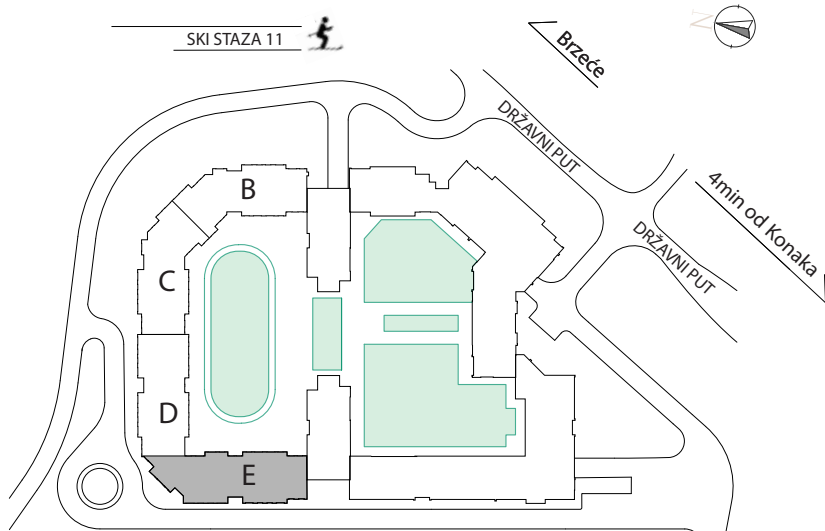 SKI STAZA 11
N
Brzeće
DRŽAVNI PUT
4min od Konaka
DRŽAVNI PUT
B
C
D
E